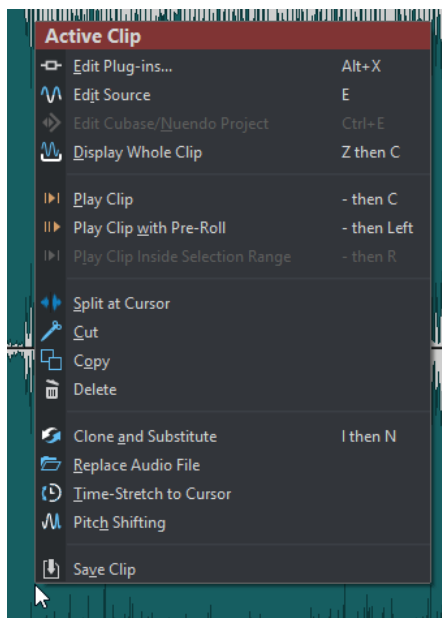 Active Clip
Edit Plug-ins... Alt+X
Edit Source E
Edit Cubase/Nuendo Project Ctrl+E
Display Whole Clip Z then C
Play Clip - then C
Play Clip with Pre-Roll - then Left
Play Clip Inside Selection Range - then R
Split at Cursor
Cut
Copy
Delete
Clone and Substitute I then N
Replace Audio File
Time-Stretch to Cursor
Pitch Shifting
Save Clip